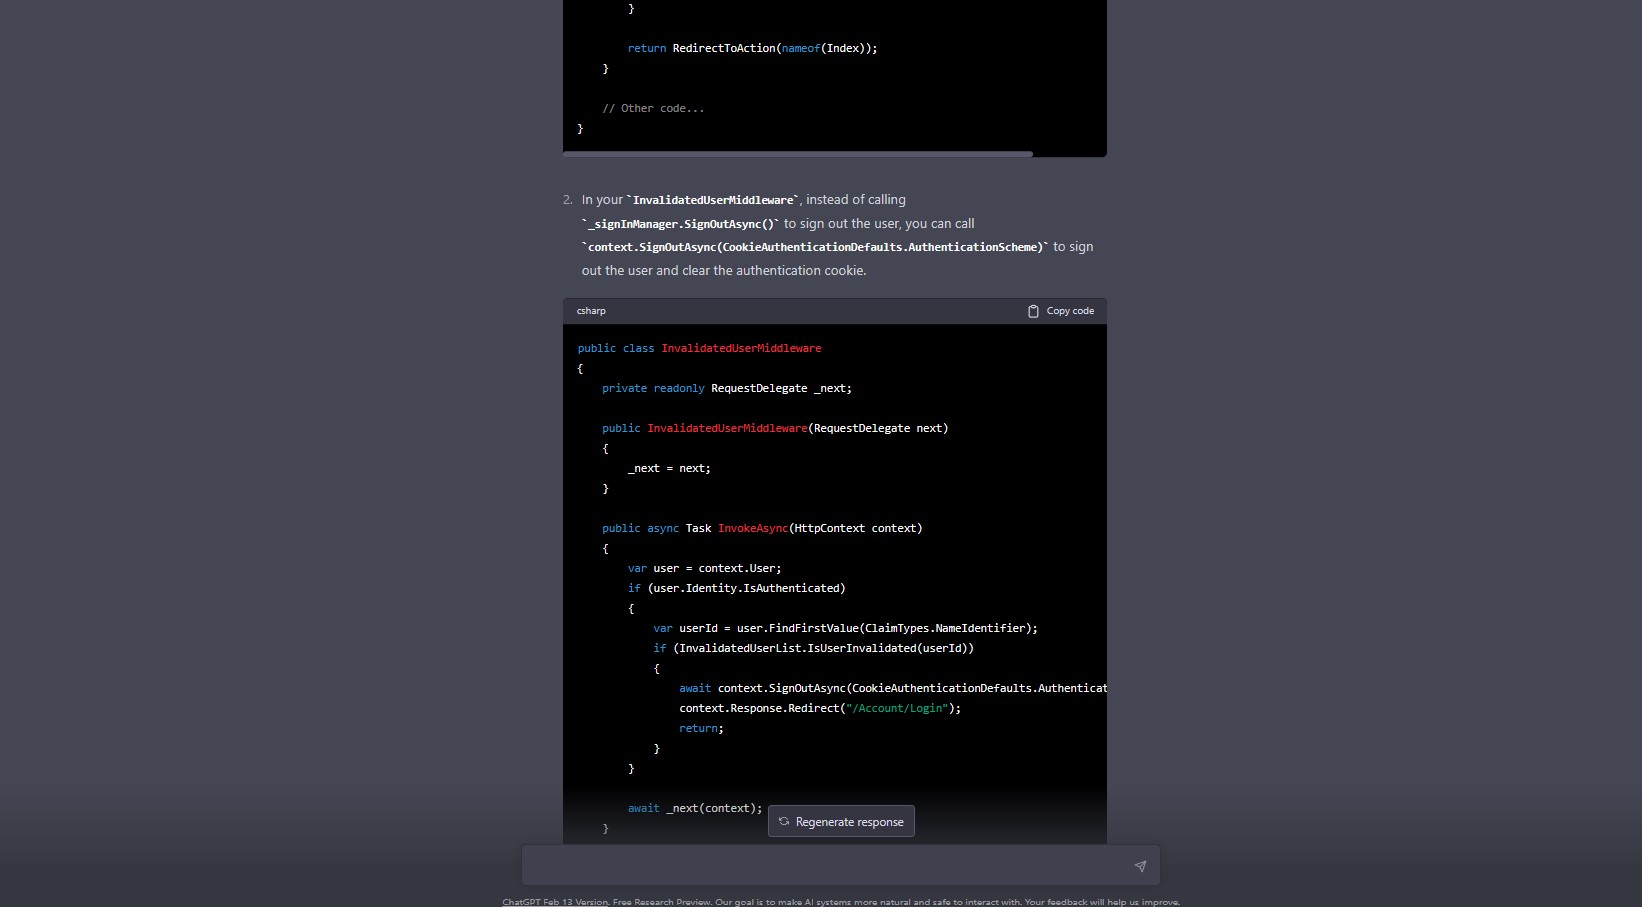 }
return RedirectToAction(nameof(Index));
}
// Other code...
}
2. In your `InvalidatedUserMiddleware`, instead of calling
`_signInManager.SignOutAsync()` to sign out the user, you can call
`context.SignOutAsync(CookieAuthenticationDefaults.AuthenticationScheme)` to sign
out the user and clear the authentication cookie.
csharp Copy code
public class InvalidatedUserMiddleware
{
private readonly RequestDelegate _next;
public InvalidatedUserMiddleware(RequestDelegate next)
{
_next = next;
}
public async Task InvokeAsync(HttpContext context)
{
var user = context.User;
if (user.Identity.IsAuthenticated)
{
var userId = user.FindFirstValue(ClaimTypes.NameIdentifier);
if (InvalidatedUserList.IsUserInvalidated(userId))
{
await context.SignOutAsync(CookieAuthenticationDefaults.Authenticat
context.Response.Redirect("/Account/Login");
return;
}
}
await _next(context);
Regenerate response
}
ChatGPT Feb 13 Version. Free Research Preview. Our goal is to make AI systems more natural and safe to interact with. Your feedback will help us improve.